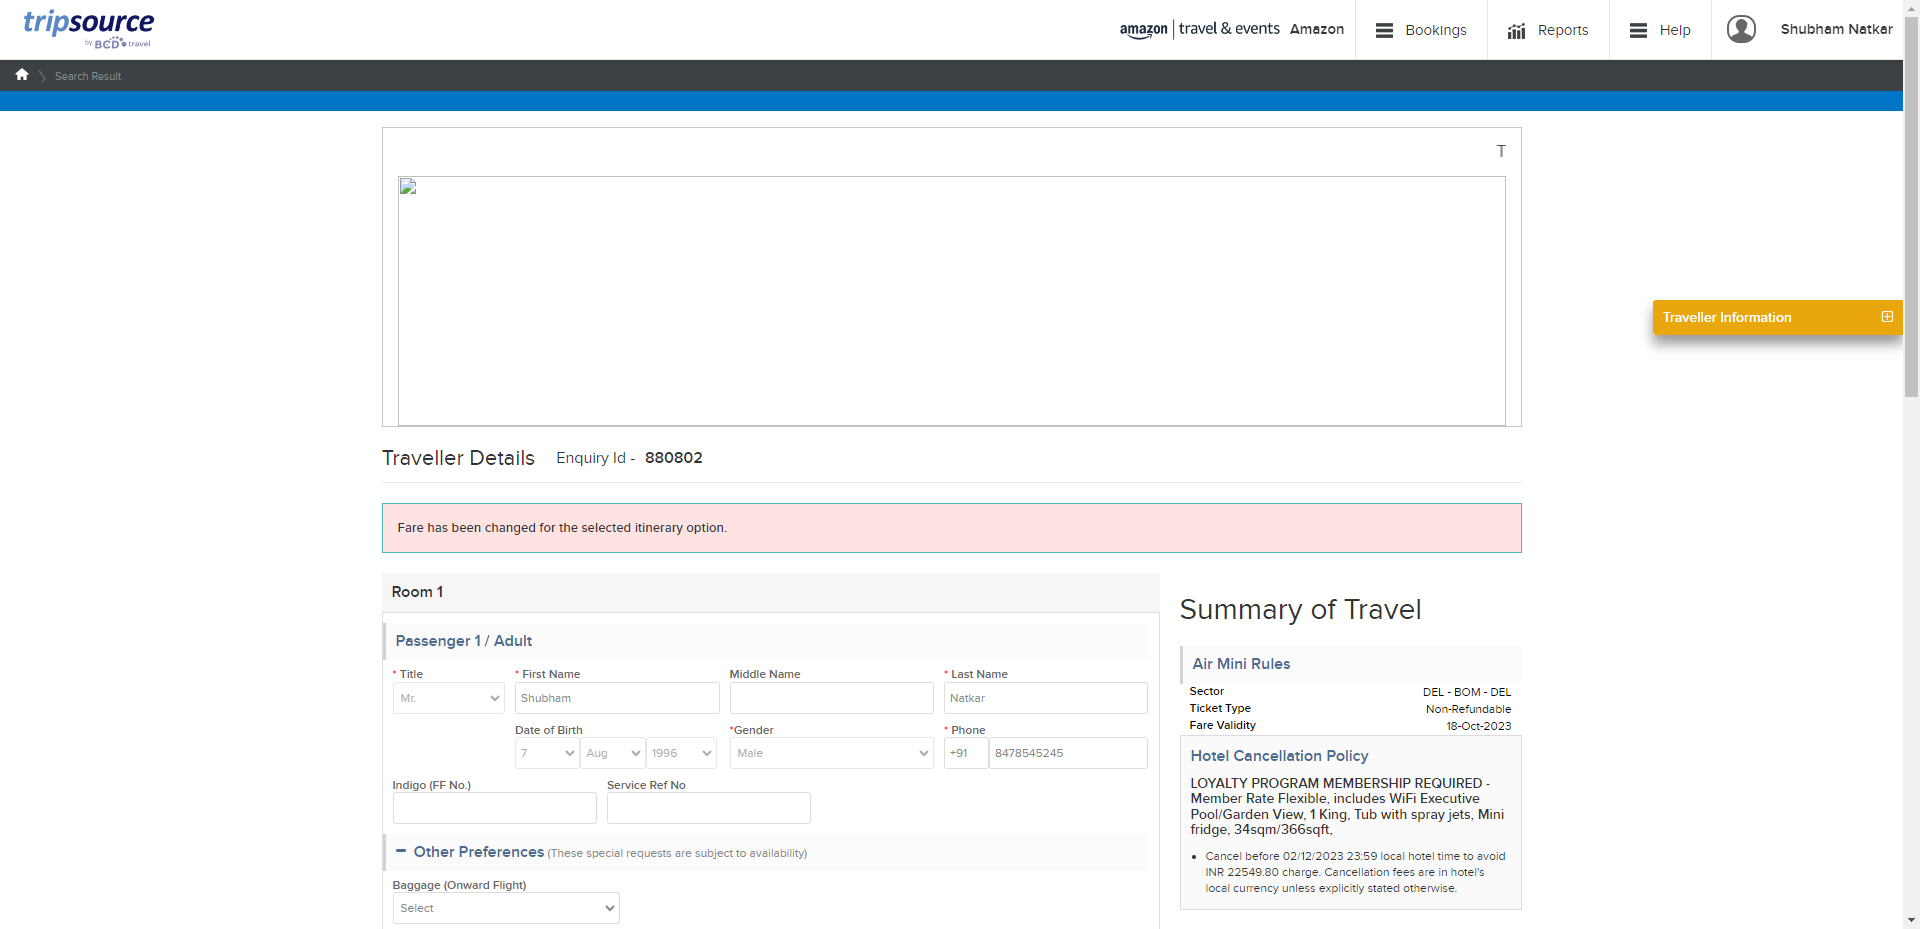 tripsource
by BCD travel
amazon | travel & events Amazon
Bookings
Reports
Help
Shubham Natkar
Search Result
T
Traveller Information
Traveller Details Enquiry Id - 880802
Fare has been changed for the selected itinerary option.
Room 1
Passenger 1 / Adult
* Title * First Name Middle Name * Last Name
Mr. Shubham Natkar
Date of Birth *Gender * Phone
7 Aug 1996 Male +91 8478545245
Indigo (FF No.) Service Ref No
Other Preferences (These special requests are subject to availability)
Baggage (Onward Flight)
Select
Summary of Travel
Air Mini Rules
Sector DEL - BOM - DEL
Ticket Type Non-Refundable
Fare Validity 18-Oct-2023
Hotel Cancellation Policy
LOYALTY PROGRAM MEMBERSHIP REQUIRED -
Member Rate Flexible, includes WiFi Executive
Pool/Garden View, 1 King, Tub with spray jets, Mini
fridge, 34sqm/366sqft,
• Cancel before 02/12/2023 23:59 local hotel time to avoid
INR 22549.80 charge. Cancellation fees are in hotel's
local currency unless explicitly stated otherwise.